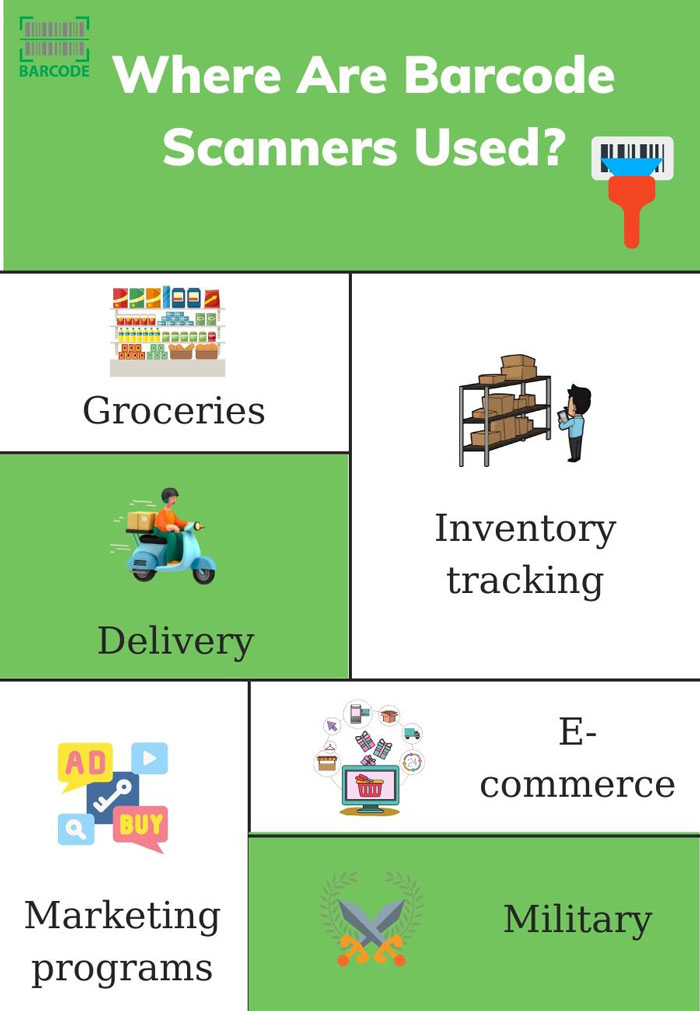 BARCODE
Where Are Barcode
Scanners Used?
Groceries
Inventory
tracking
Delivery
E-
commerce
AD
BUY
Marketing
programs
Military